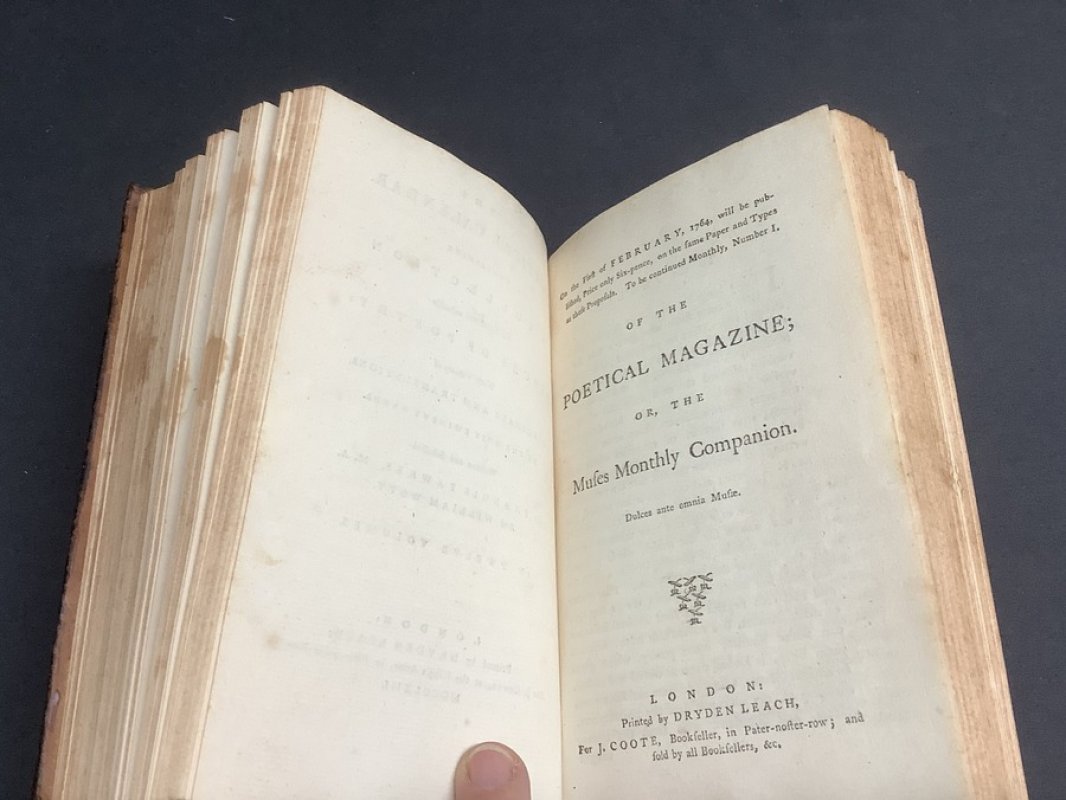 On the First of FEBRUARY, 1764, will be pub-
lished, Price only Six-pence, on the same Paper and Types
as these Proposals. To be continued Monthly, Number I.
OF THE
POETICAL MAGAZINE;
OR, THE
Muſes Monthly Companion.
Dulces ante omnia Muſæ.
LONDON:
Printed by DRYDEN LEACH,
For J. COOTE, Bookſeller, in Pater-noſter-row; and
ſold by all Bookſellers, &c.